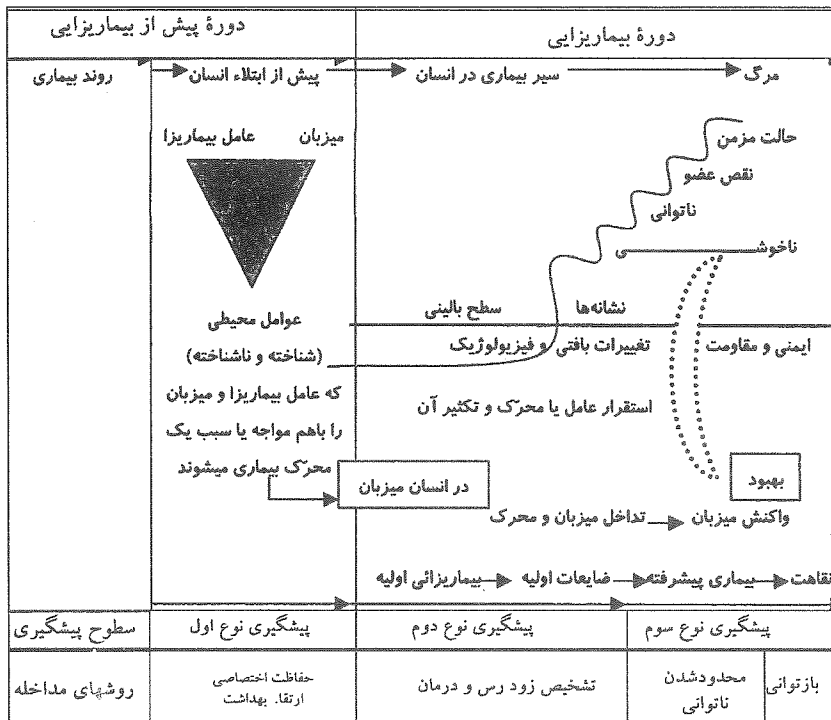 دورهٔ پیش از بیماریزایی
دورهٔ بیماریزایی
روند بیماری
پیش از ابتلاء انسان
سیر بیماری در انسان
مرگ
عامل بیماریزا
میزبان
حالت مزمن
نقص عضو
ناتوانی
ناخوشی
سطح بالینی
نشانه‌ها
عوامل محیطی
(شناخته و ناشناخته)
که عامل بیماریزا و میزبان
را باهم مواجه یا سبب یک
محرّک بیماری میشوند
تغییرات بافتی و فیزیولوژیک
ایمنی و مقاومت
استقرار عامل یا محرّک و تکثیر آن
در انسان میزبان
بهبود
تداخل میزبان و محرک
واکنش میزبان
بیماریزائی اولیه
ضایعات اولیه
بیماری پیشرفته
نقاهت
سطوح پیشگیری
پیشگیری نوع اول
پیشگیری نوع دوم
پیشگیری نوع سوم
روشهای مداخله
حفاظت اختصاصی
ارتقا. بهداشت
تشخیص زود رس و درمان
محدودشدن
ناتوانی
بازتوانی